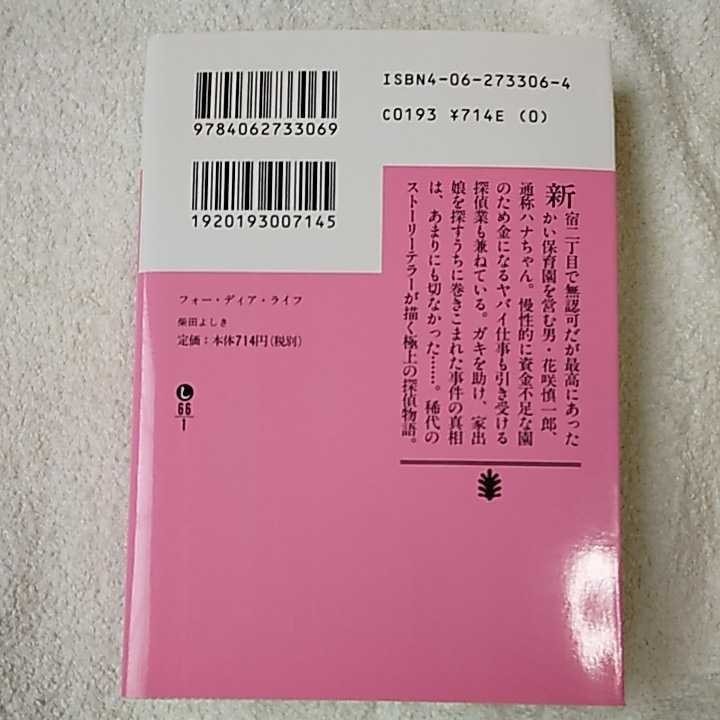 ISBN4-06-273306-4
C0193 ¥714E (0)
9784062733069
1920193007145
フォー・ディア・ライフ
柴田よしき
定価:本体714円(税別)
し
66
1
新宿二丁目で無認可だが最高にあった
かい保育園を営む男・花咲慎一郎、
通称ハナちゃん。慢性的に資金不足な園
のため金になるヤバイ仕事も引き受ける
探偵業も兼ねている。ガキを助け、家出
娘を探すうちに巻きこまれた事件の真相
は、あまりにも切なかった……。稀代の
ストーリーテラーが描く極上の探偵物語。